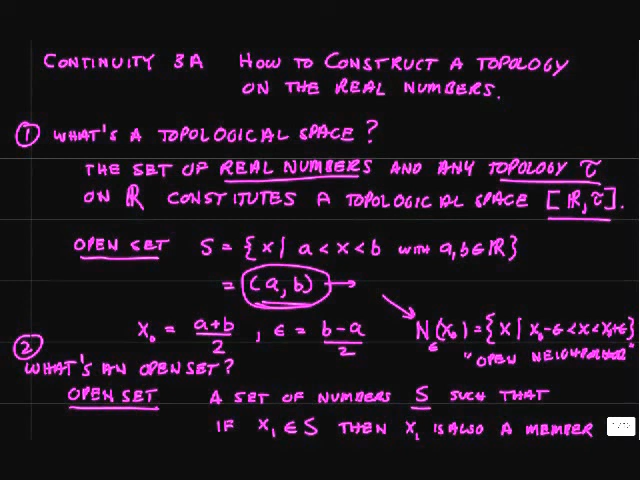 CONTINUITY 3A HOW TO CONSTRUCT A TOPOLOGY
ON THE REAL NUMBERS.
① WHAT'S A TOPOLOGICAL SPACE?
THE SET OF REAL NUMBERS AND ANY TOPOLOGY τ
ON ℝ CONSTITUTES A TOPOLOGICAL SPACE [ℝ,τ].
OPEN SET S = {x| a<x<b WITH a,b∈ℝ}
= (a,b) →
x₀ = a+b/2 , ε = b-a/2 N_ε(x₀)={x| x₀-ε<x<x₀+ε}
② "OPEN NEIGHBORHOOD"
WHAT'S AN OPEN SET?
OPEN SET A SET OF NUMBERS S SUCH THAT
IF x₁∈S THEN x₁ IS ALSO A MEMBER